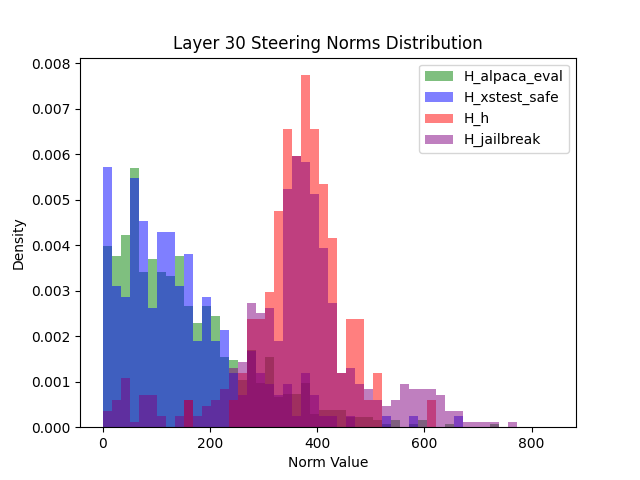 Layer 30 Steering Norms Distribution
H_alpaca_eval
H_xstest_safe
H_h
H_jailbreak
0.008
0.007
0.006
0.005
0.004
0.003
0.002
0.001
0.000
Density
0 200 400 600 800
Norm Value